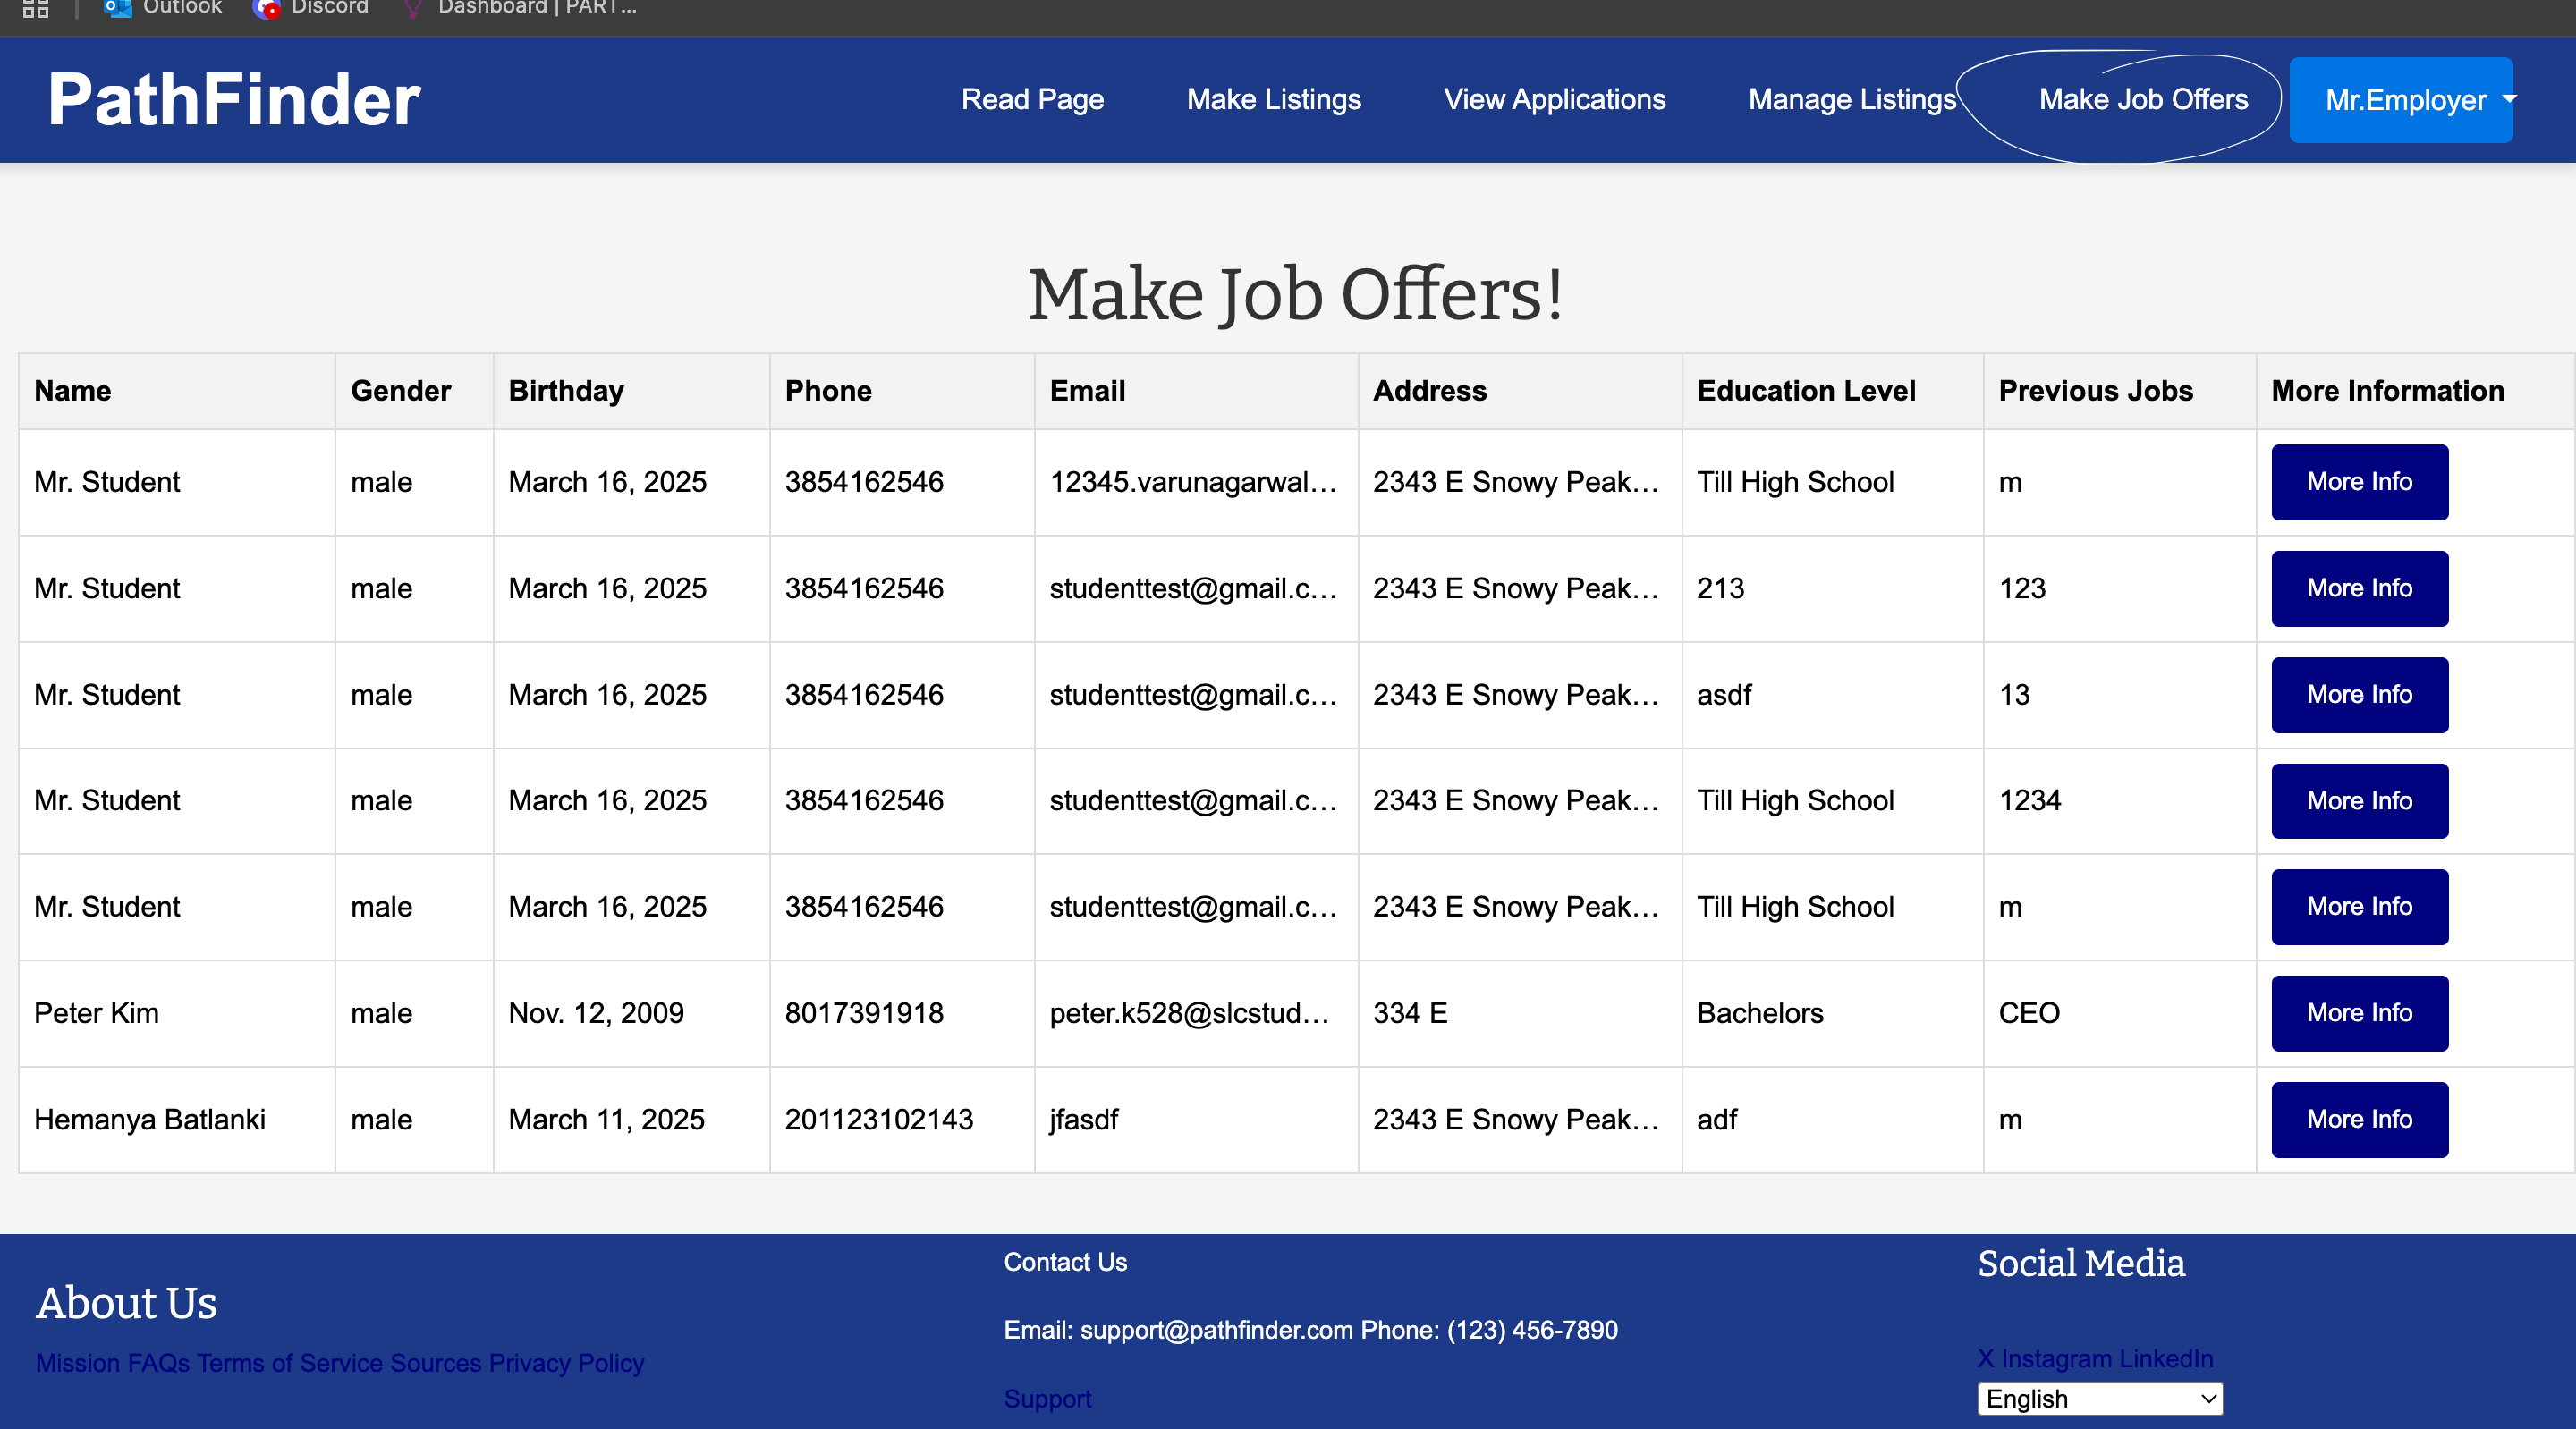 Outlook Discord Dashboard | PART...
PathFinder Read Page Make Listings View Applications Manage Listings Make Job Offers Mr.Employer
Make Job Offers!
Name Gender Birthday Phone Email Address Education Level Previous Jobs More Information
Mr. Student male March 16, 2025 3854162546 12345.varunagarwal... 2343 E Snowy Peak... Till High School m More Info
Mr. Student male March 16, 2025 3854162546 studenttest@gmail.c... 2343 E Snowy Peak... 213 123 More Info
Mr. Student male March 16, 2025 3854162546 studenttest@gmail.c... 2343 E Snowy Peak... asdf 13 More Info
Mr. Student male March 16, 2025 3854162546 studenttest@gmail.c... 2343 E Snowy Peak... Till High School 1234 More Info
Mr. Student male March 16, 2025 3854162546 studenttest@gmail.c... 2343 E Snowy Peak... Till High School m More Info
Peter Kim male Nov. 12, 2009 8017391918 peter.k528@slcstud... 334 E Bachelors CEO More Info
Hemanya Batlanki male March 11, 2025 201123102143 jfasdf 2343 E Snowy Peak... adf m More Info
About Us
Mission FAQs Terms of Service Sources Privacy Policy
Contact Us
Email: support@pathfinder.com Phone: (123) 456-7890
Support
Social Media
X Instagram LinkedIn
English